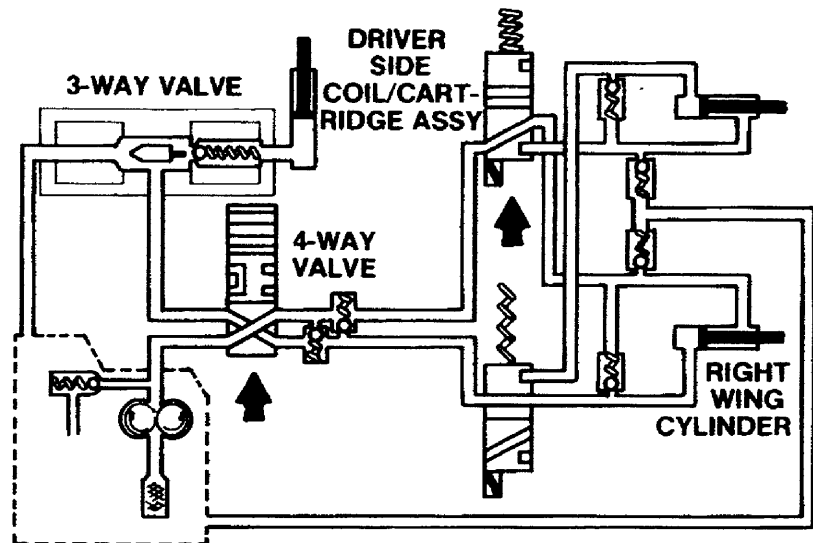 3-WAY VALVE
DRIVER
SIDE
COIL/CART-
RIDGE ASSY
4-WAY
VALVE
RIGHT
WING
CYLINDER